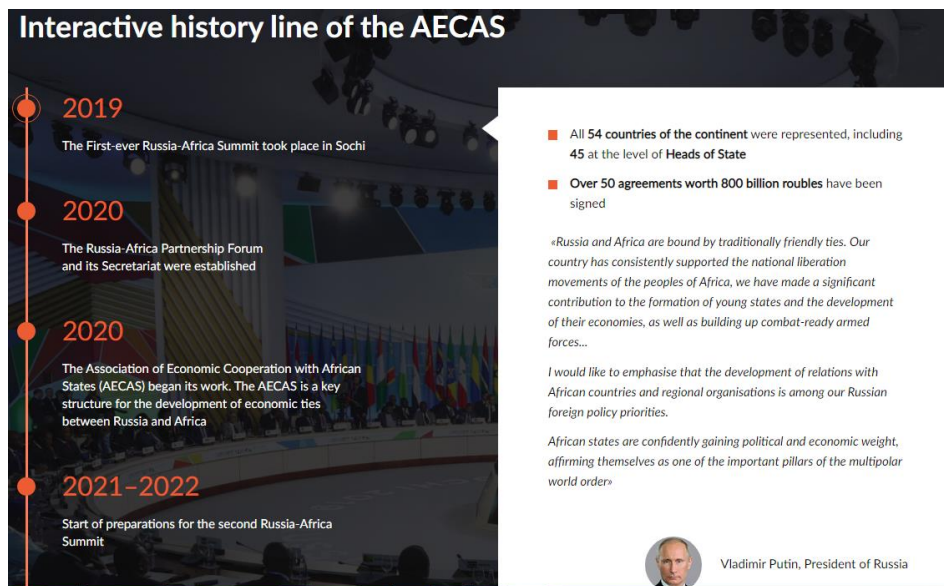 Interactive history line of the AECAS
2019
The First-ever Russia-Africa Summit took place in Sochi
2020
The Russia-Africa Partnership Forum
and its Secretariat were established
2020
The Association of Economic Cooperation with African
States (AECAS) began its work. The AECAS is a key
structure for the development of economic ties
between Russia and Africa
2021–2022
Start of preparations for the second Russia-Africa
Summit
All 54 countries of the continent were represented, including
45 at the level of Heads of State
Over 50 agreements worth 800 billion roubles have been
signed
«Russia and Africa are bound by traditionally friendly ties. Our
country has consistently supported the national liberation
movements of the peoples of Africa, we have made a significant
contribution to the formation of young states and the development
of their economies, as well as building up combat-ready armed
forces...
I would like to emphasise that the development of relations with
African countries and regional organisations is among our Russian
foreign policy priorities.
African states are confidently gaining political and economic weight,
affirming themselves as one of the important pillars of the multipolar
world order»
Vladimir Putin, President of Russia